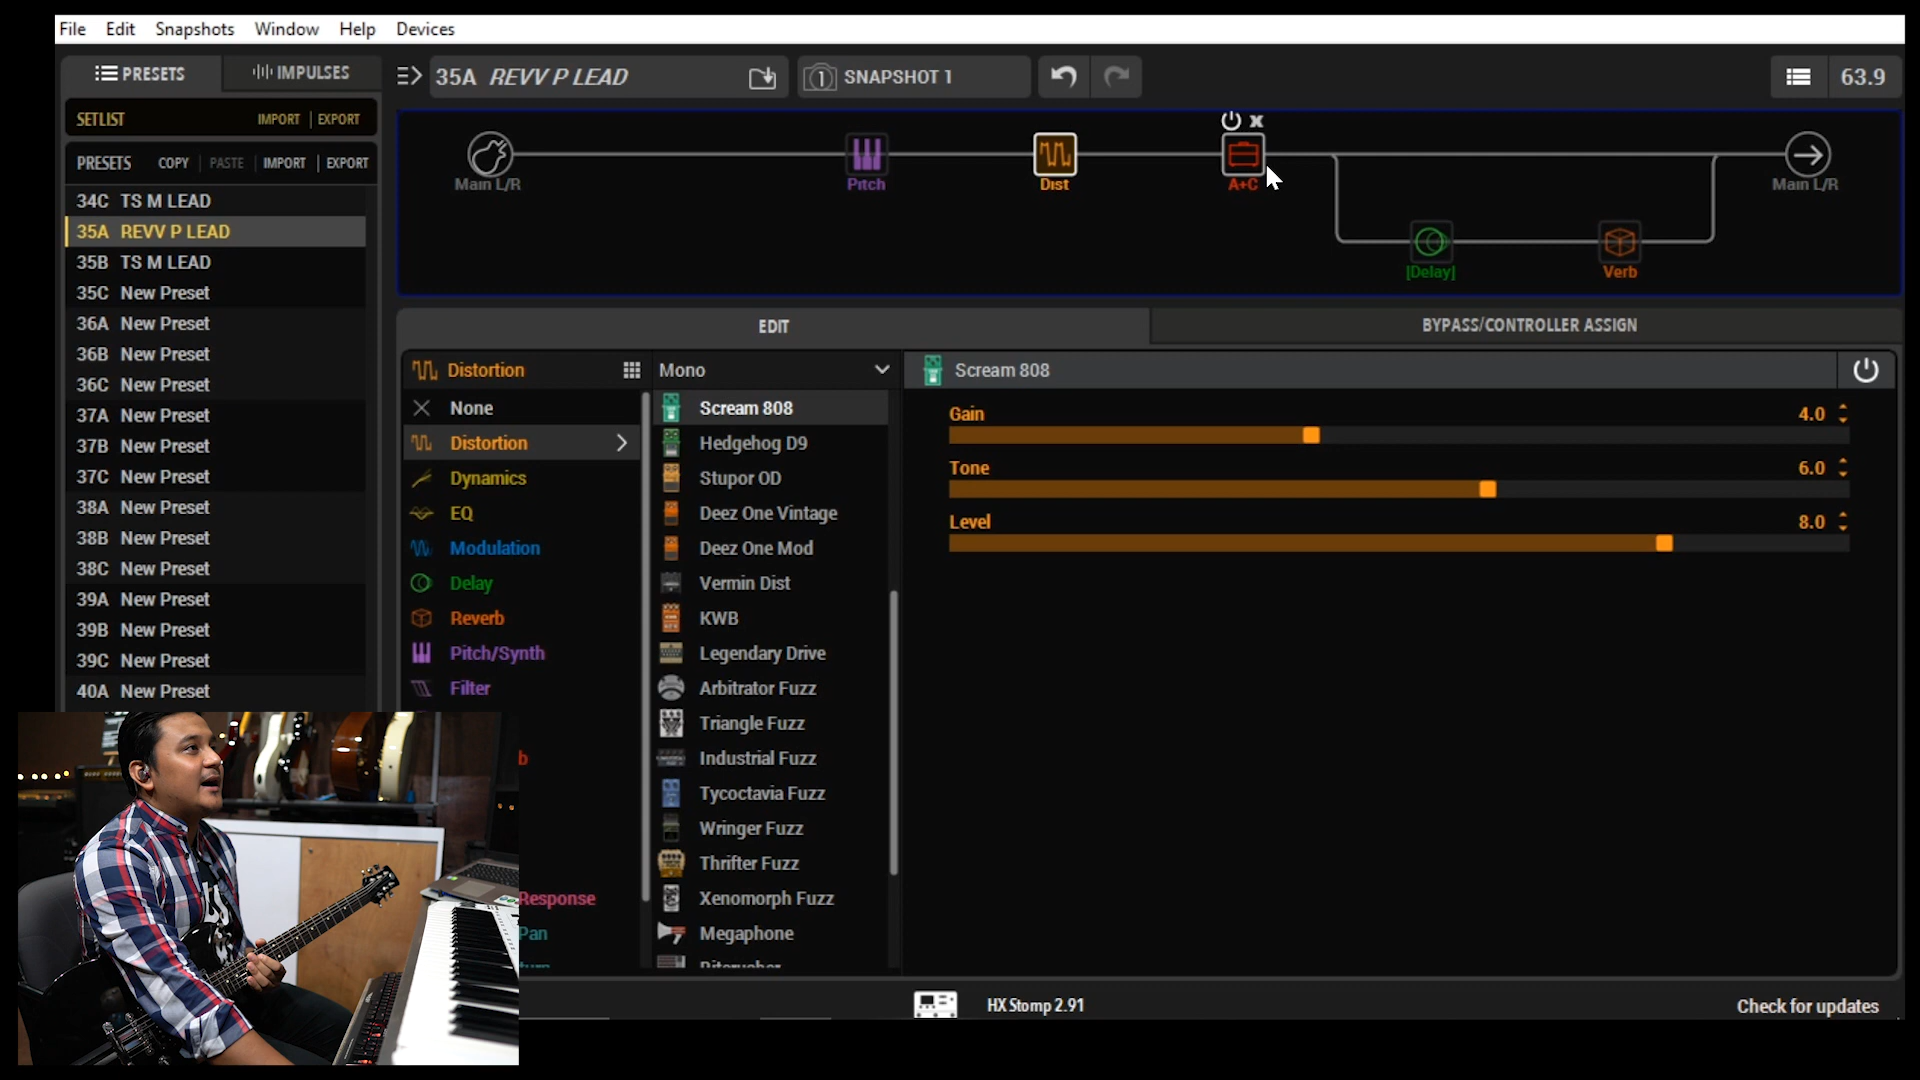 File Edit Snapshots Window Help Devices
PRESETS IMPULSES
35A REVV P LEAD
1 SNAPSHOT 1
63.9
SETLIST IMPORT EXPORT
PRESETS COPY PASTE IMPORT EXPORT
34C TS M LEAD
35A REVV P LEAD
35B TS M LEAD
35C New Preset
36A New Preset
36B New Preset
36C New Preset
37A New Preset
37B New Preset
37C New Preset
38A New Preset
38B New Preset
38C New Preset
39A New Preset
39B New Preset
39C New Preset
40A New Preset
Main L/R
Pitch
Dist
X
A+C
Main L/R
[Delay]
Verb
EDIT
BYPASS/CONTROLLER ASSIGN
Distortion
None
Distortion
Dynamics
EQ
Modulation
Delay
Reverb
Pitch/Synth
Filter
b
Response
Pan
Mono
Scream 808
Hedgehog D9
Stupor OD
Deez One Vintage
Deez One Mod
Vermin Dist
KWB
Legendary Drive
Arbitrator Fuzz
Triangle Fuzz
Industrial Fuzz
Tycoctavia Fuzz
Wringer Fuzz
Thrifter Fuzz
Xenomorph Fuzz
Megaphone
Bitcrusher
Scream 808
Gain 4.0
Tone 6.0
Level 8.0
HX Stomp 2.91
Check for updates